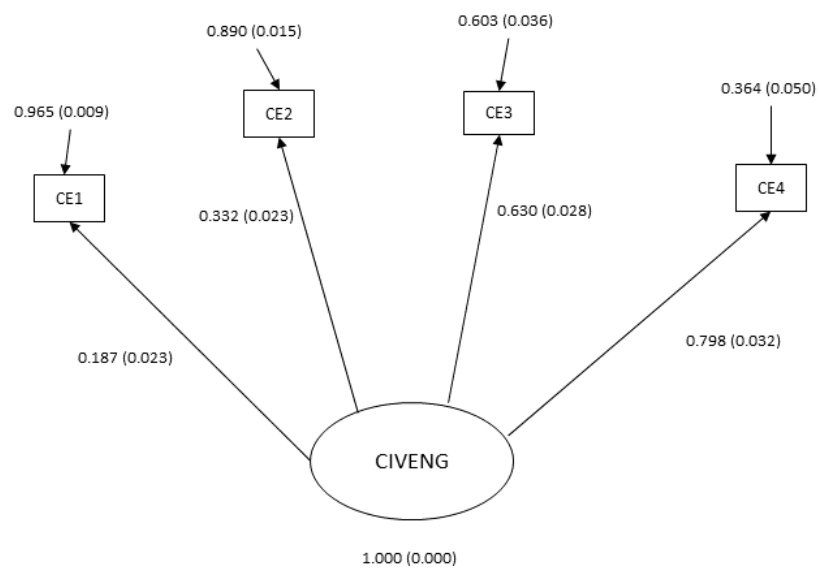 0.603 (0.036)
0.890 (0.015)
0.364 (0.050)
0.965 (0.009)
CE2
CE3
CE4
CE1
0.332 (0.023)
0.630 (0.028)
0.187 (0.023)
0.798 (0.032)
CIVENG
1.000 (0.000)